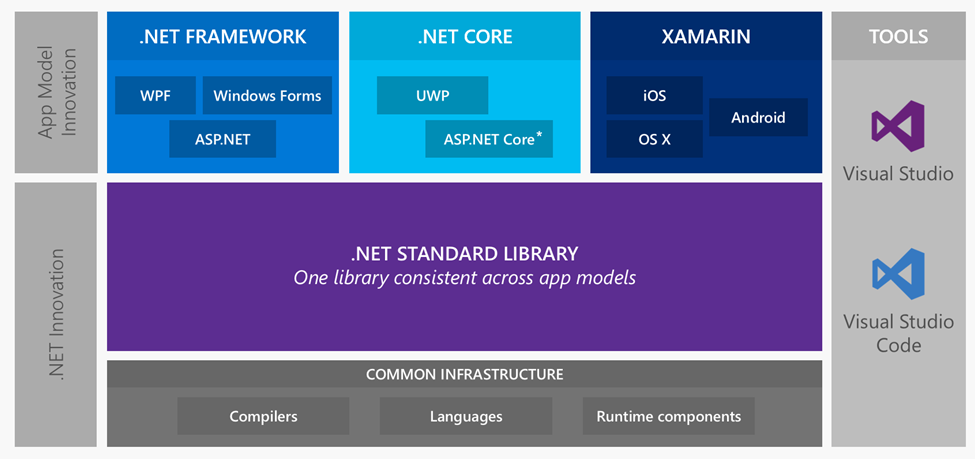 App Model
Innovation
.NET FRAMEWORK
WPF
Windows Forms
ASP.NET
.NET CORE
UWP
ASP.NET Core*
XAMARIN
iOS
Android
OS X
TOOLS
Visual Studio
Visual Studio
Code
.NET Innovation
.NET STANDARD LIBRARY
One library consistent across app models
COMMON INFRASTRUCTURE
Compilers
Languages
Runtime components